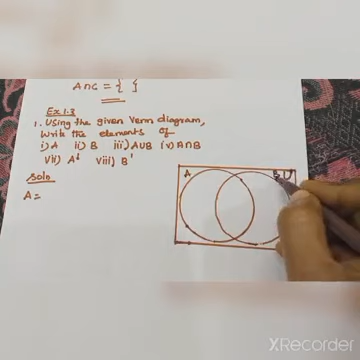 A∩C = { }
Ex 1.3
1. Using the given Venn diagram,
Write the elements of
i) A ii) B iii) A∪B iv) A∩B
vii) A' viii) B'
Soln
A =
A B U
XRecorder